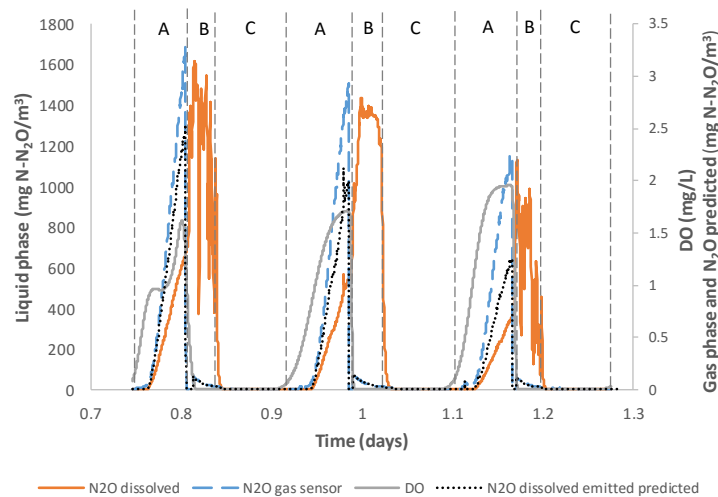 A B C A B C A B C
1800
1600
1400
1200
1000
800
600
400
200
0
Liquid phase (mg N-N₂O/m³)
3.5
3
2.5
2
1.5
1
0.5
0
DO (mg/L)
Gas phase and N₂O predicted (mg N-N₂O/m³)
0.7 0.8 0.9 1 1.1 1.2 1.3
Time (days)
N2O dissolved N2O gas sensor DO N2O dissolved emitted predicted